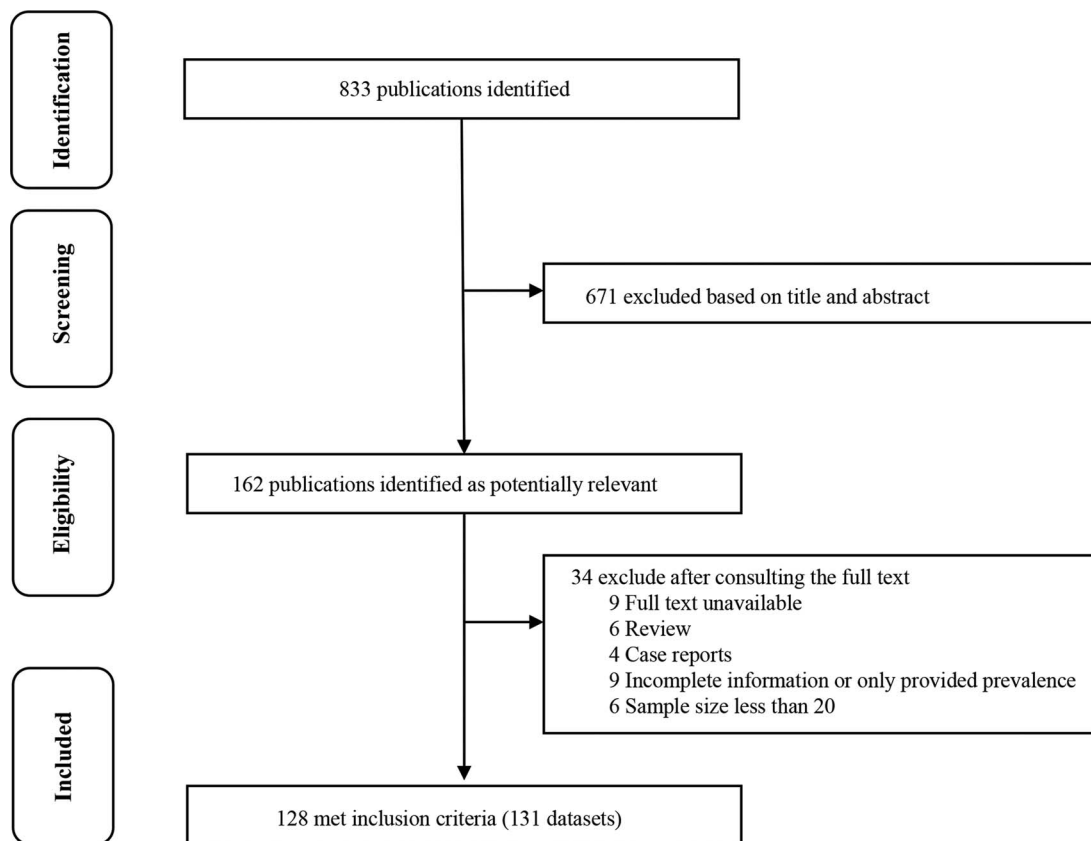 Identification
833 publications identified
Screening
671 excluded based on title and abstract
Eligibility
162 publications identified as potentially relevant
34 exclude after consulting the full text
9 Full text unavailable
6 Review
4 Case reports
9 Incomplete information or only provided prevalence
6 Sample size less than 20
Included
128 met inclusion criteria (131 datasets)